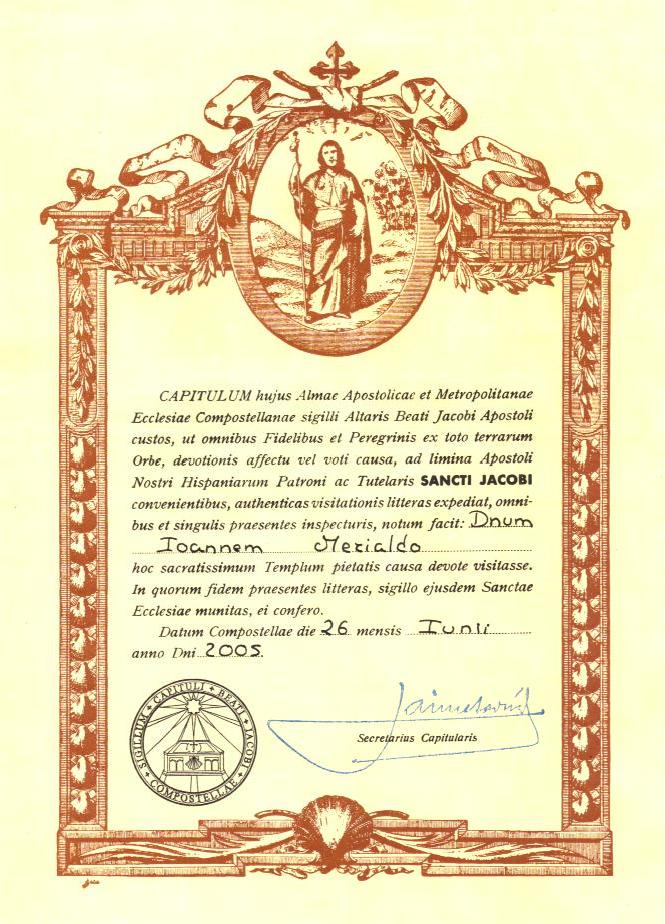 CAPITULUM hujus Almae Apostolicae et Metropolitanae
Ecclesiae Compostellanae sigilli Altaris Beati Jacobi Apostoli
custos, ut omnibus Fidelibus et Peregrinis ex toto terrarum
Orbe, devotionis affectu vel voti causa, ad limina Apostoli
Nostri Hispaniarum Patroni ac Tutelaris SANCTI JACOBI
convenientibus, authenticas visitationis litteras expediat, omni-
bus et singulis praesentes inspecturis, notum facit: Dnum
Ioannem Merialdo
hoc sacratissimum Templum pietatis causa devote visitasse.
In quorum fidem praesentes litteras, sigillo ejusdem Sanctae
Ecclesiae munitas, ei confero.
Datum Compostellae die 26 mensis Iunii
anno Dni 2005.
SIGILLUM + CAPITULI + BEATI + JACOBI + COMPOSTELLAE +
Secretarius Capitularis